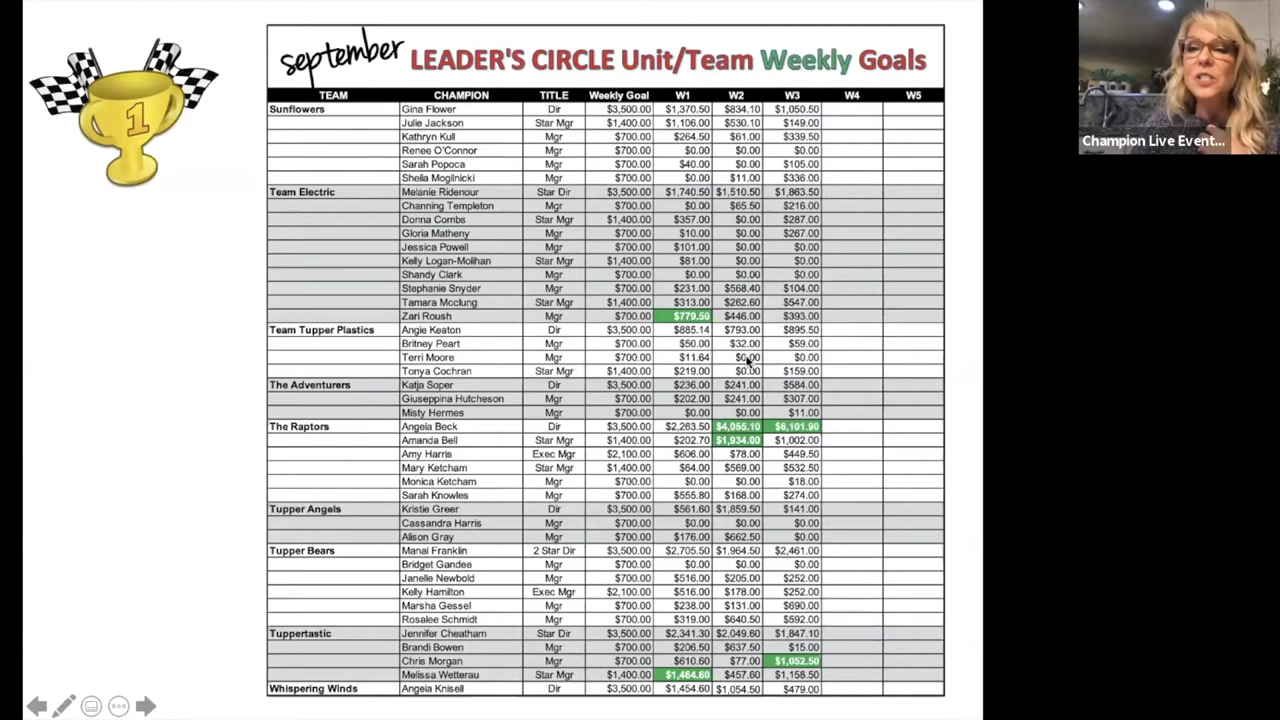 1
september LEADER'S CIRCLE Unit/Team Weekly Goals
TEAM CHAMPION TITLE Weekly Goal W1 W2 W3 W4 W5
Sunflowers Gina Flower Dir $3,500.00 $1,370.50 $834.10 $1,050.50
Julie Jackson Star Mgr $1,400.00 $1,106.00 $530.10 $149.00
Kathryn Kull Mgr $700.00 $264.50 $61.00 $339.50
Renee O'Connor Mgr $700.00 $0.00 $0.00 $0.00
Sarah Popoca Mgr $700.00 $40.00 $0.00 $105.00
Sheila Mogilnicki Mgr $700.00 $0.00 $11.00 $336.00
Team Electric Melanie Ridenour Star Dir $3,500.00 $1,740.50 $1,510.50 $1,863.50
Channing Templeton Mgr $700.00 $0.00 $65.50 $216.00
Donna Combs Star Mgr $1,400.00 $357.00 $0.00 $287.00
Gloria Matheny Mgr $700.00 $10.00 $0.00 $267.00
Jessica Powell Mgr $700.00 $101.00 $0.00 $0.00
Kelly Logan-Molihan Star Mgr $1,400.00 $81.00 $0.00 $0.00
Shandy Clark Mgr $700.00 $0.00 $0.00 $0.00
Stephanie Snyder Mgr $700.00 $231.00 $568.40 $104.00
Tamara Mcclung Star Mgr $1,400.00 $313.00 $262.60 $547.00
Zari Roush Mgr $700.00 $779.50 $446.00 $393.00
Team Tupper Plastics Angie Keaton Dir $3,500.00 $885.14 $793.00 $895.50
Britney Peart Mgr $700.00 $50.00 $32.00 $59.00
Terri Moore Mgr $700.00 $11.64 $0.00 $0.00
Tonya Cochran Star Mgr $1,400.00 $219.00 $0.00 $159.00
The Adventurers Katja Soper Dir $3,500.00 $236.00 $241.00 $584.00
Giuseppina Hutcheson Mgr $700.00 $202.00 $241.00 $307.00
Misty Hermes Mgr $700.00 $0.00 $0.00 $11.00
The Raptors Angela Beck Dir $3,500.00 $2,263.50 $4,055.10 $6,101.90
Amanda Bell Star Mgr $1,400.00 $202.70 $1,934.00 $1,002.00
Amy Harris Exec Mgr $2,100.00 $606.00 $78.00 $449.50
Mary Ketcham Star Mgr $1,400.00 $64.00 $569.00 $532.50
Monica Ketcham Mgr $700.00 $0.00 $0.00 $18.00
Sarah Knowles Mgr $700.00 $555.80 $168.00 $274.00
Tupper Angels Kristie Greer Dir $3,500.00 $561.60 $1,859.50 $141.00
Cassandra Harris Mgr $700.00 $0.00 $0.00 $0.00
Alison Gray Mgr $700.00 $176.00 $662.50 $0.00
Tupper Bears Manal Franklin 2 Star Dir $3,500.00 $2,705.50 $1,964.50 $2,461.00
Bridget Gandee Mgr $700.00 $0.00 $0.00 $0.00
Janelle Newbold Mgr $700.00 $516.00 $205.00 $252.00
Kelly Hamilton Exec Mgr $2,100.00 $516.00 $178.00 $252.00
Marsha Gessel Mgr $700.00 $238.00 $131.00 $690.00
Rosalee Schmidt Mgr $700.00 $319.00 $640.50 $592.00
Tuppertastic Jennifer Cheatham Star Dir $3,500.00 $2,341.30 $2,049.60 $1,847.10
Brandi Bowen Mgr $700.00 $206.50 $637.50 $15.00
Chris Morgan Mgr $700.00 $610.60 $77.00 $1,052.50
Melissa Wetterau Star Mgr $1,400.00 $1,464.60 $457.60 $1,158.50
Whispering Winds Angela Knisell Dir $3,500.00 $1,454.60 $1,054.50 $479.00
Champion Live Event...